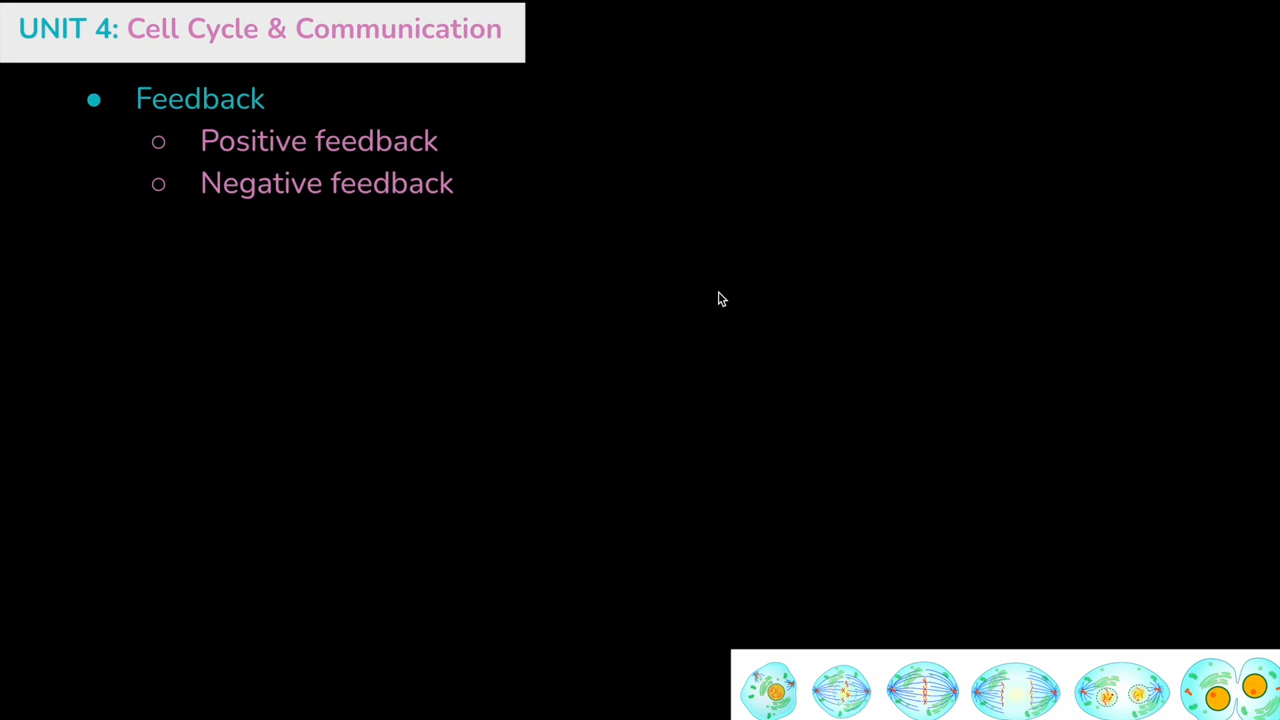 UNIT 4: Cell Cycle & Communication
● Feedback
○ Positive feedback
○ Negative feedback